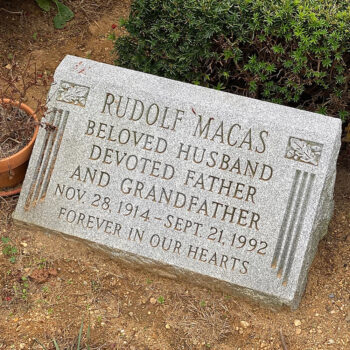 RUDOLF MACAS
BELOVED HUSBAND
DEVOTED FATHER
AND GRANDFATHER
NOV. 28, 1914 - SEPT. 21, 1992
FOREVER IN OUR HEARTS